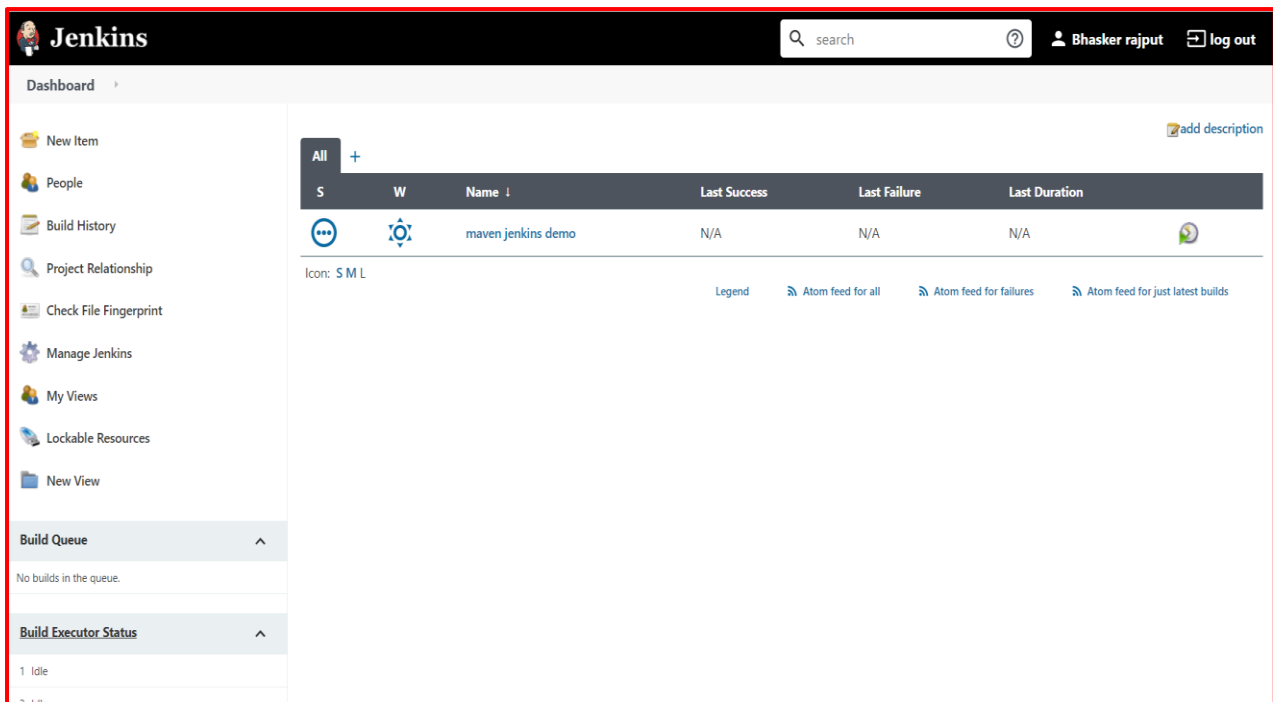 Jenkins
search
Bhasker rajput
log out
Dashboard
New Item
People
Build History
Project Relationship
Check File Fingerprint
Manage Jenkins
My Views
Lockable Resources
New View
Build Queue
No builds in the queue.
Build Executor Status
1 Idle
add description
All +
S W Name ↓ Last Success Last Failure Last Duration
maven jenkins demo N/A N/A N/A
Icon: S M L
Legend Atom feed for all Atom feed for failures Atom feed for just latest builds